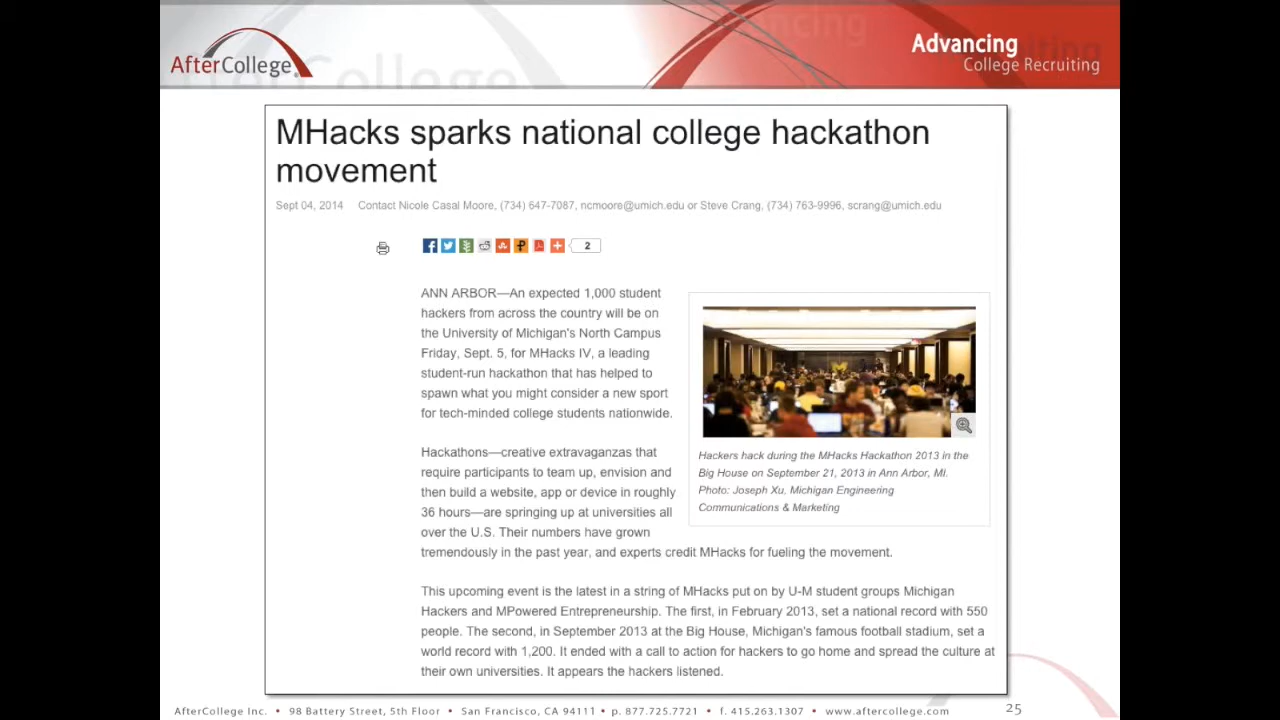 AfterCollege
Advancing
College Recruiting
MHacks sparks national college hackathon
movement
Sept 04, 2014 Contact Nicole Casal Moore, (734) 647-7087, ncmoore@umich.edu or Steve Crang, (734) 763-9996, scrang@umich.edu
2
ANN ARBOR—An expected 1,000 student
hackers from across the country will be on
the University of Michigan's North Campus
Friday, Sept. 5, for MHacks IV, a leading
student-run hackathon that has helped to
spawn what you might consider a new sport
for tech-minded college students nationwide.
Hackathons—creative extravaganzas that
require participants to team up, envision and
then build a website, app or device in roughly
36 hours—are springing up at universities all
over the U.S. Their numbers have grown
tremendously in the past year, and experts credit MHacks for fueling the movement.
Hackers hack during the MHacks Hackathon 2013 in the
Big House on September 21, 2013 in Ann Arbor, MI.
Photo: Joseph Xu, Michigan Engineering
Communications & Marketing
This upcoming event is the latest in a string of MHacks put on by U-M student groups Michigan
Hackers and MPowered Entrepreneurship. The first, in February 2013, set a national record with 550
people. The second, in September 2013 at the Big House, Michigan's famous football stadium, set a
world record with 1,200. It ended with a call to action for hackers to go home and spread the culture at
their own universities. It appears the hackers listened.
AfterCollege Inc. • 98 Battery Street, 5th Floor • San Francisco, CA 94111 • p. 877.725.7721 • f. 415.263.1307 • www.aftercollege.com
25